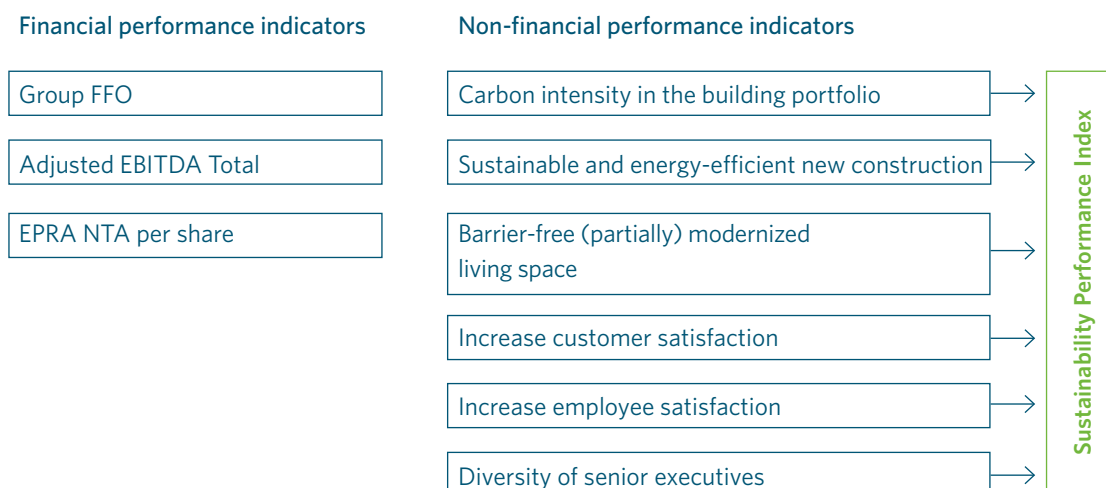 Financial performance indicators
Group FFO
Adjusted EBITDA Total
EPRA NTA per share
Non-financial performance indicators
Carbon intensity in the building portfolio
Sustainable and energy-efficient new construction
Barrier-free (partially) modernized
living space
Increase customer satisfaction
Increase employee satisfaction
Diversity of senior executives
Sustainability Performance Index